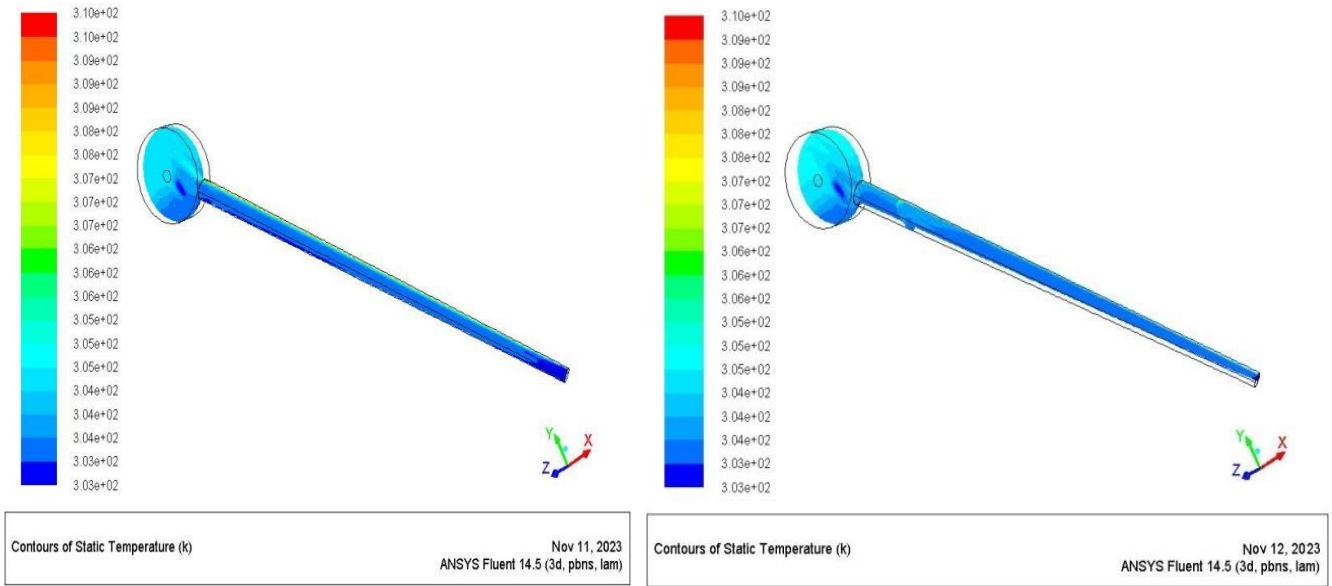 3.10e+02
3.10e+02
3.09e+02
3.09e+02
3.09e+02
3.08e+02
3.08e+02
3.07e+02
3.07e+02
3.07e+02
3.06e+02
3.06e+02
3.06e+02
3.05e+02
3.05e+02
3.05e+02
3.04e+02
3.04e+02
3.04e+02
3.03e+02
3.03e+02
Y
X
Z
Contours of Static Temperature (k)
Nov 11, 2023
ANSYS Fluent 14.5 (3d, pbns, lam)
3.10e+02
3.09e+02
3.09e+02
3.09e+02
3.08e+02
3.08e+02
3.08e+02
3.07e+02
3.07e+02
3.07e+02
3.06e+02
3.06e+02
3.06e+02
3.05e+02
3.05e+02
3.05e+02
3.04e+02
3.04e+02
3.04e+02
3.03e+02
3.03e+02
Y
X
Z
Contours of Static Temperature (k)
Nov 12, 2023
ANSYS Fluent 14.5 (3d, pbns, lam)